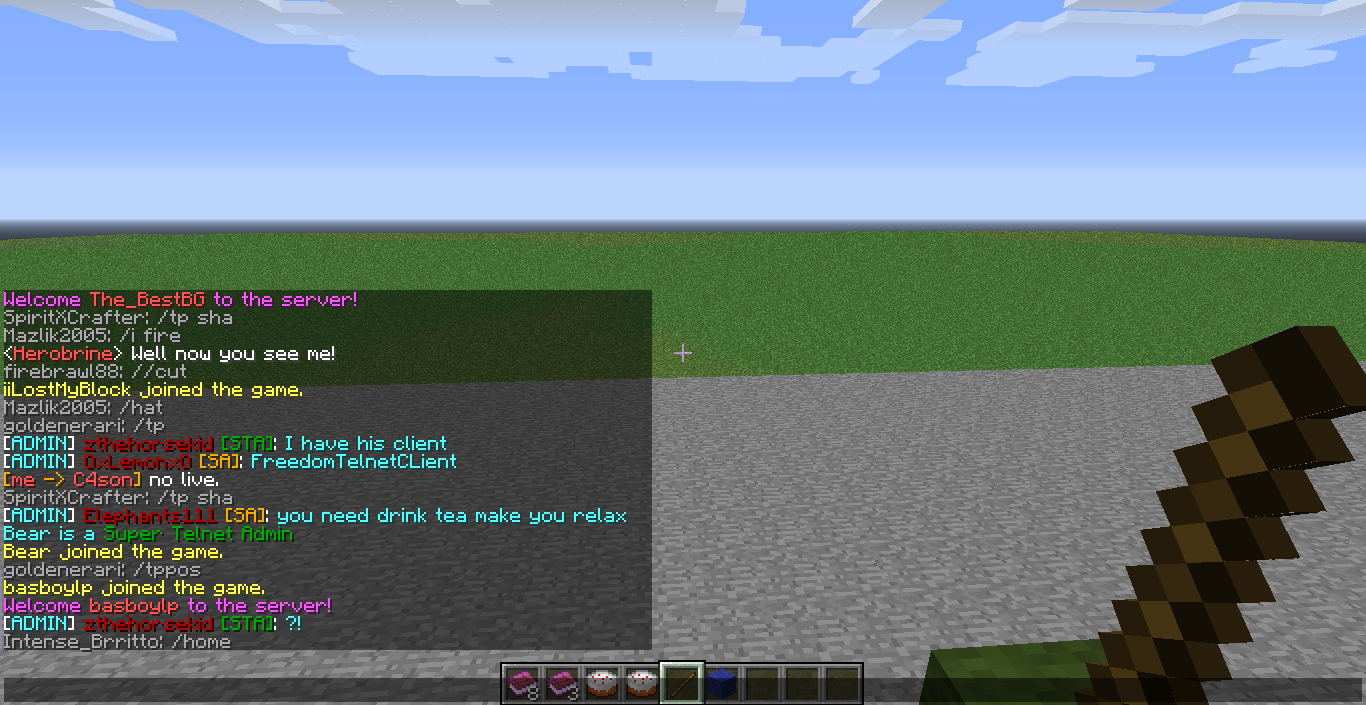 Welcome The_BestBG to the server!
SpiritXCrafter: /tp sha
Mazlik2005: /i fire
<Herobrine> Well now you see me!
firebrawl88: //cut
iiLostMyBlock joined the game.
Mazlik2005: /hat
goldenerari: /tp
[ADMIN] zthehorsekid [STA]: I have his client
[ADMIN] 0xLemonx0 [SA]: FreedomTelnetCLient
[me -> C4son] no live.
SpiritXCrafter: /tp sha
[ADMIN] Elephants111 [SA]: you need drink tea make you relax
Bear is a Super Telnet Admin
Bear joined the game.
goldenerari: /tppos
basboylp joined the game.
Welcome basboylp to the server!
[ADMIN] zthehorsekid [STA]: ?!
Intense_Brritto: /home
8 3